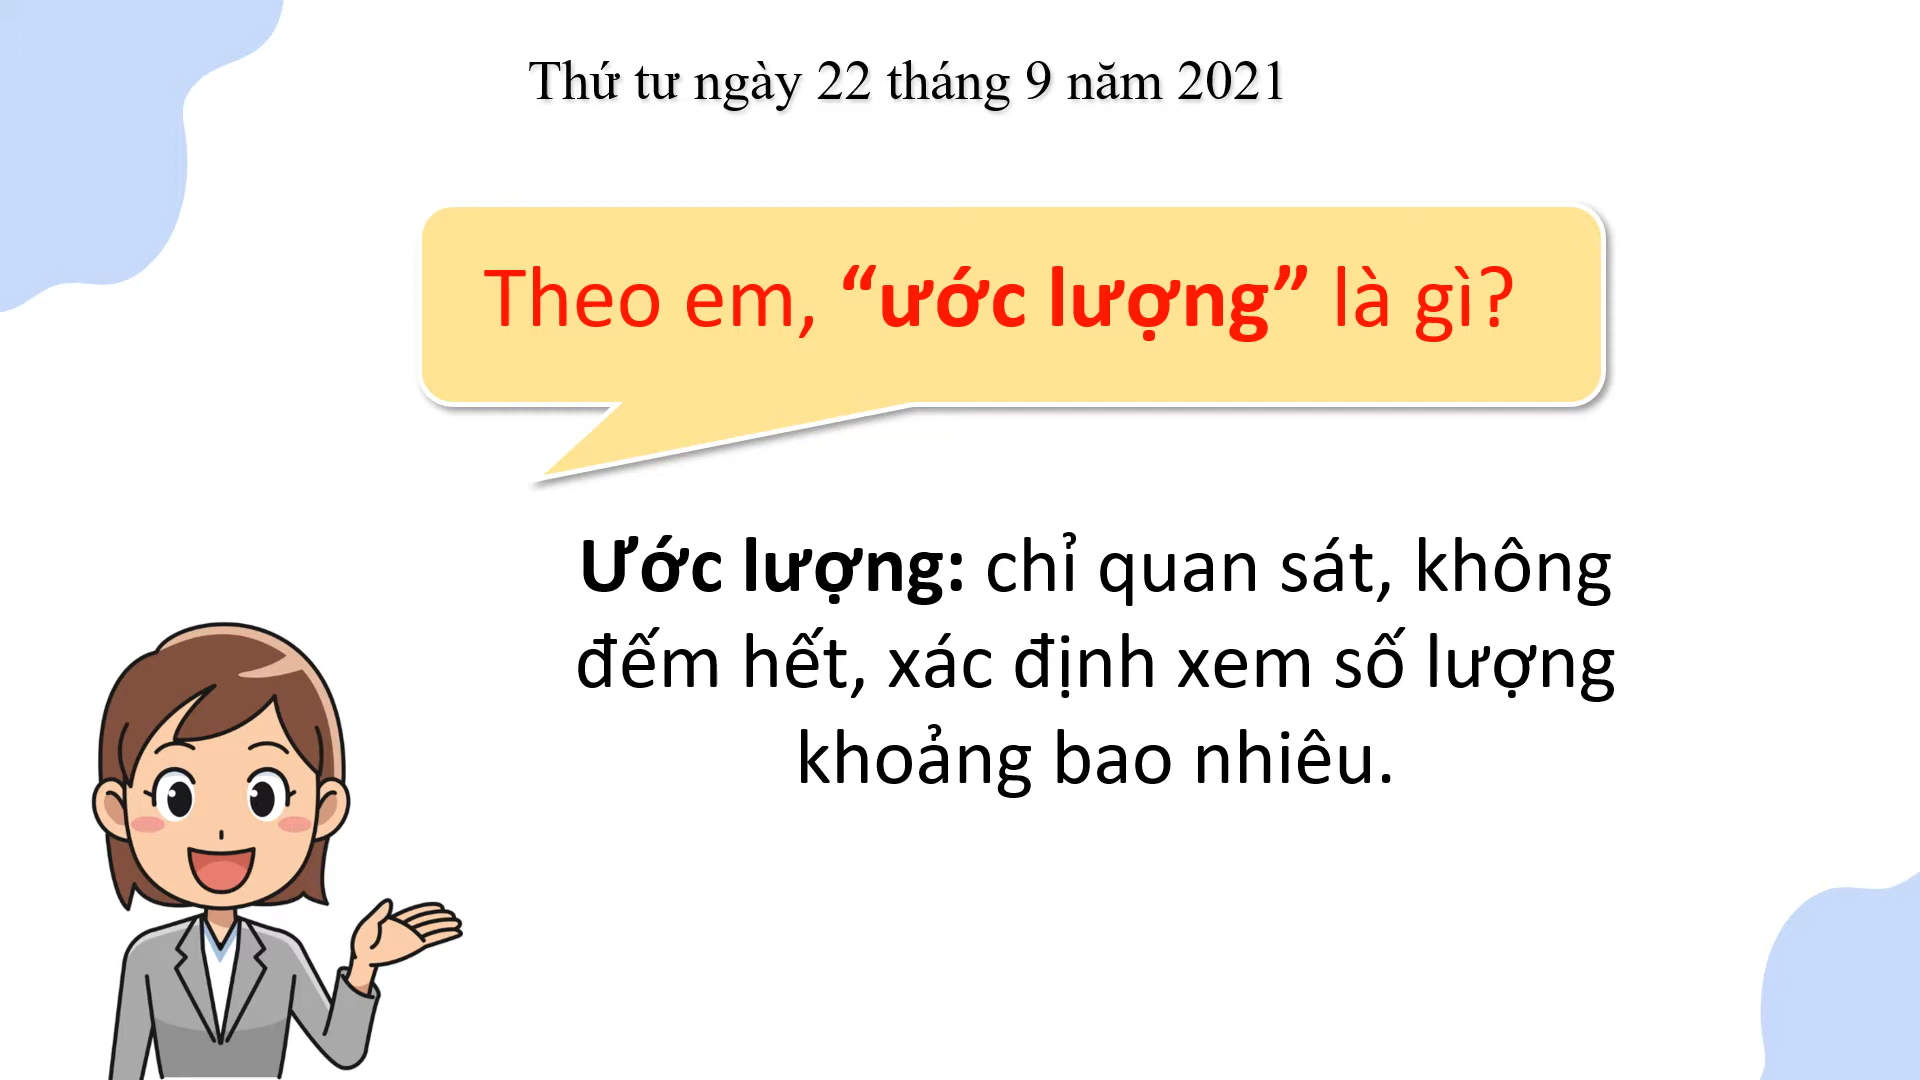 Thứ tư ngày 22 tháng 9 năm 2021
Theo em, “ước lượng” là gì?
Ước lượng: chỉ quan sát, không
đếm hết, xác định xem số lượng
khoảng bao nhiêu.